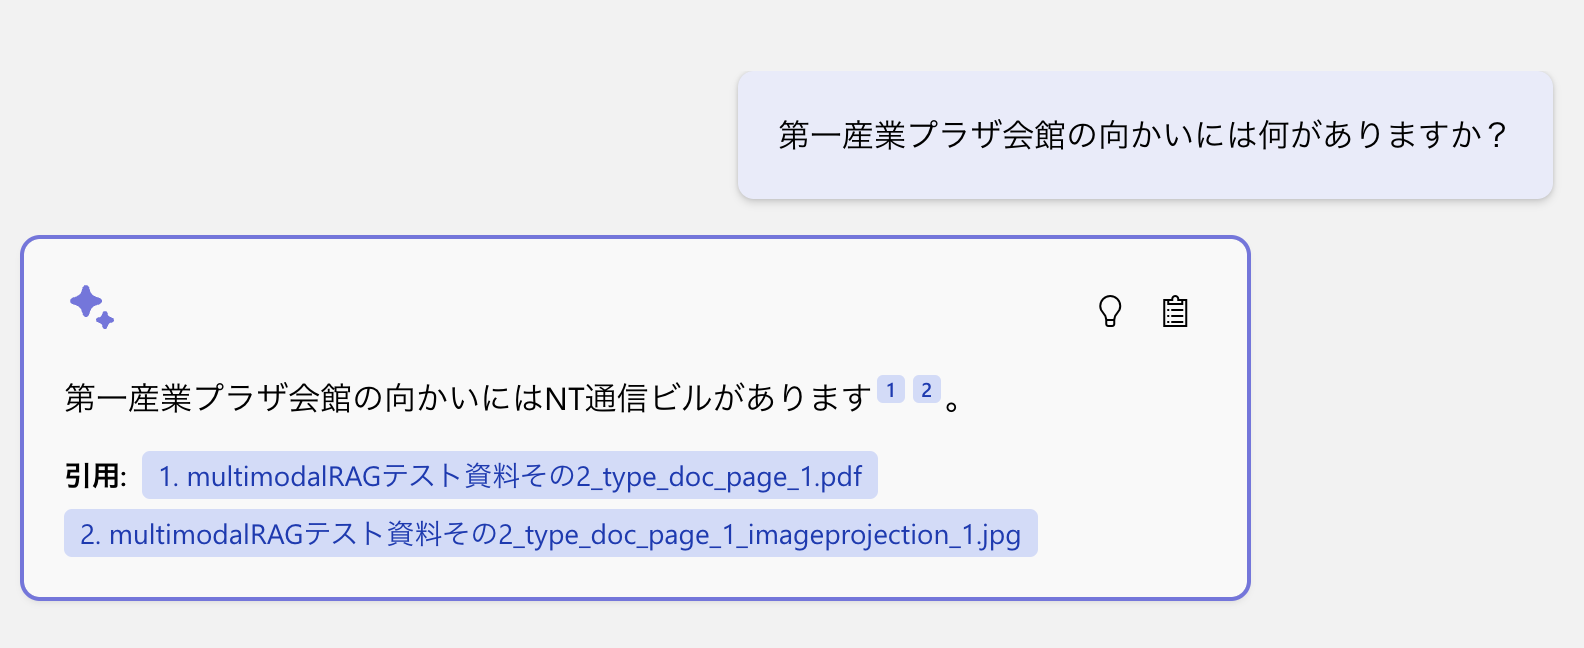 第一産業プラザ会館の向かいには何がありますか？
第一産業プラザ会館の向かいにはNT通信ビルがあります 1 2 。
引用: 1. multimodalRAGテスト資料その2_type_doc_page_1.pdf
2. multimodalRAGテスト資料その2_type_doc_page_1_imageprojection_1.jpg